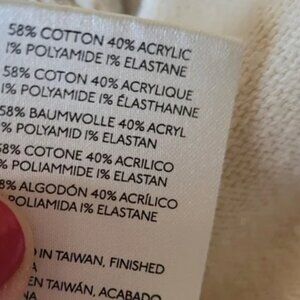 58% COTTON 40% ACRYLIC
1% POLYAMIDE 1% ELASTANE
58% COTON 40% ACRYLIQUE
1% POLYAMIDE 1% ÉLASTHANNE
58% BAUMWOLLE 40% ACRYL
% POLYAMID 1% ELASTAN
58% COTONE 40% ACRILICO
POLIAMMIDE 1% ELASTAN
8% ALGODÓN 40% ACRÍLICO
POLIAMIDA 1% ELASTANE
IN TAIWAN, FINISHED
A
EN TAIWÁN, ACABADO